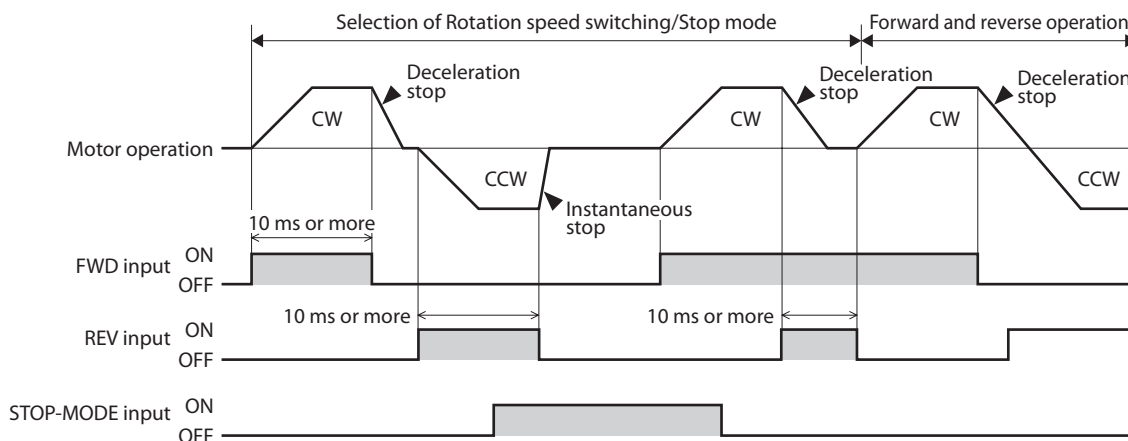 Selection of Rotation speed switching/Stop mode
Forward and reverse operation
Deceleration
stop
Deceleration
stop
Deceleration
stop
CW
CW
CW
Motor operation
CCW
CCW
Instantaneous
stop
10 ms or more
ON
FWD input
OFF
10 ms or more
10 ms or more
ON
REV input
OFF
ON
STOP-MODE input
OFF